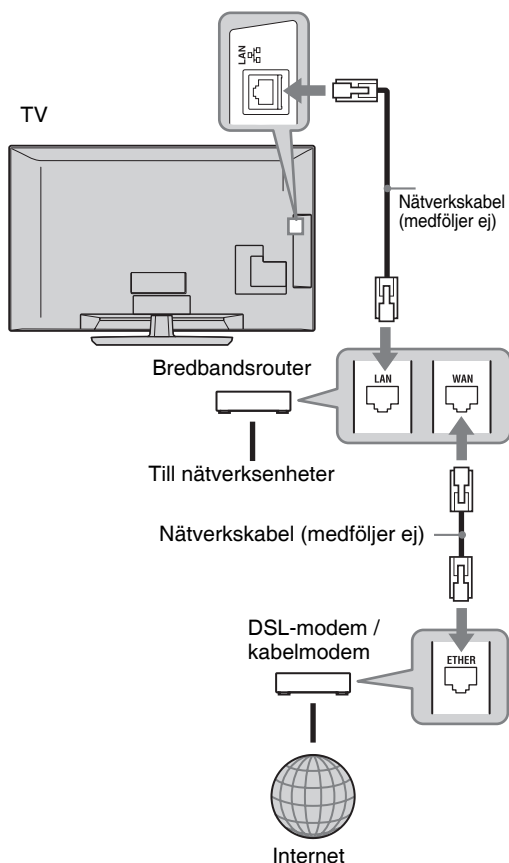 LAN
TV
Nätverkskabel
(medföljer ej)
Bredbandsrouter
LAN
WAN
Till nätverksenheter
Nätverkskabel (medföljer ej)
DSL-modem /
kabelmodem
ETHER
Internet